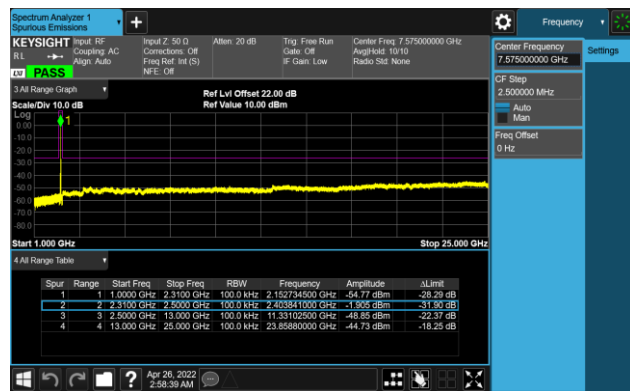 Spectrum Analyzer 1
Spurious Emissions
Frequency
KEYSIGHT
Input: RF
Coupling: AC
Align: Auto
Input Z: 50 Ω
Corrections: Off
Freq Ref: Int (S)
NFE: Off
Atten: 20 dB
Trig: Free Run
Gate: Off
IF Gain: Low
Center Freq: 7.575000000 GHz
Avg|Hold: 10/10
Radio Std: None
R L
LXI PASS
Center Frequency
7.575000000 GHz
Settings
CF Step
2.500000 MHz
Auto
Man
Freq Offset
0 Hz
3 All Range Graph
Scale/Div 10.0 dB
Ref Lvl Offset 22.00 dB
Ref Value 10.00 dBm
Log
1
0.00
-10.0
-20.0
-30.0
-40.0
-50.0
-60.0
-70.0
-80.0
Start 1.000 GHz
Stop 25.000 GHz
4 All Range Table
Spur Range Start Freq Stop Freq RBW Frequency Amplitude ΔLimit
1 1 1.0000 GHz 2.3100 GHz 100.0 kHz 2.152734500 GHz -54.77 dBm -28.29 dB
2 2 2.3100 GHz 2.5000 GHz 100.0 kHz 2.403841000 GHz -1.905 dBm -31.90 dB
3 3 2.5000 GHz 13.000 GHz 100.0 kHz 11.33102500 GHz -48.85 dBm -22.37 dB
4 4 13.000 GHz 25.000 GHz 100.0 kHz 23.85880000 GHz -44.73 dBm -18.25 dB
?
Apr 26, 2022
2:58:39 AM